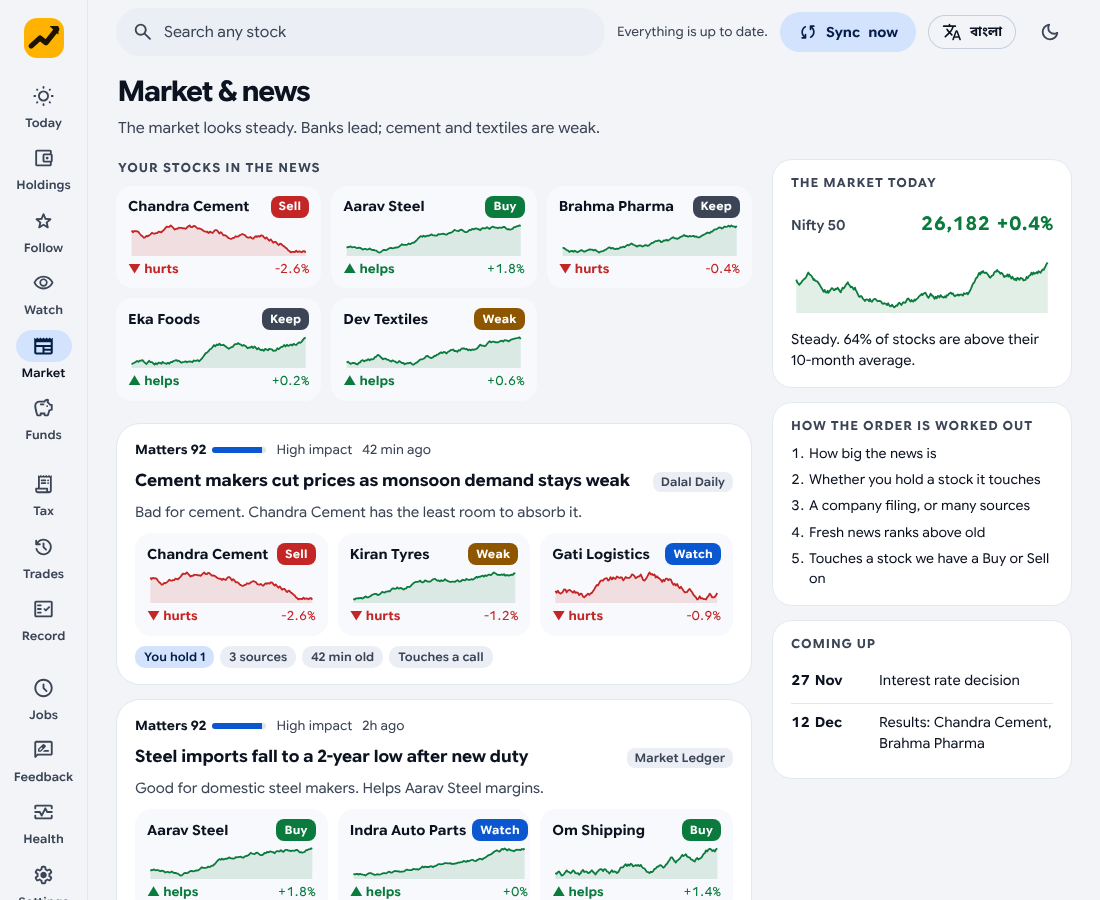 Search any stock
Everything is up to date.
Sync now
বাংলা
Today
Holdings
Follow
Watch
Market
Funds
Tax
Trades
Record
Jobs
Feedback
Health
Market & news
The market looks steady. Banks lead; cement and textiles are weak.
YOUR STOCKS IN THE NEWS
Chandra Cement Sell
▼ hurts -2.6%
Aarav Steel Buy
▲ helps +1.8%
Brahma Pharma Keep
▼ hurts -0.4%
Eka Foods Keep
▲ helps +0.2%
Dev Textiles Weak
▲ helps +0.6%
Matters 92 High impact 42 min ago
Cement makers cut prices as monsoon demand stays weak Dalal Daily
Bad for cement. Chandra Cement has the least room to absorb it.
Chandra Cement Sell
▼ hurts -2.6%
Kiran Tyres Weak
▼ hurts -1.2%
Gati Logistics Watch
▼ hurts -0.9%
You hold 1 3 sources 42 min old Touches a call
Matters 92 High impact 2h ago
Steel imports fall to a 2-year low after new duty Market Ledger
Good for domestic steel makers. Helps Aarav Steel margins.
Aarav Steel Buy
▲ helps +1.8%
Indra Auto Parts Watch
▲ helps +0%
Om Shipping Buy
▲ helps +1.4%
THE MARKET TODAY
Nifty 50 26,182 +0.4%
Steady. 64% of stocks are above their
10-month average.
HOW THE ORDER IS WORKED OUT
1. How big the news is
2. Whether you hold a stock it touches
3. A company filing, or many sources
4. Fresh news ranks above old
5. Touches a stock we have a Buy or Sell
on
COMING UP
27 Nov Interest rate decision
12 Dec Results: Chandra Cement,
Brahma Pharma